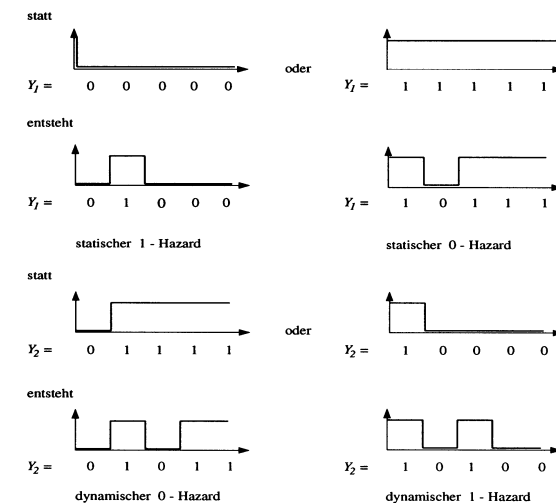 statt
oder
Y1 = 0 0 0 0 0
Y1 = 1 1 1 1 1
entsteht
Y1 = 0 1 0 0 0
Y1 = 1 0 1 1 1
statischer 1 - Hazard
statischer 0 - Hazard
statt
oder
Y2 = 0 1 1 1 1
Y2 = 1 0 0 0 0
entsteht
Y2 = 0 1 0 1 1
Y2 = 1 0 1 0 0
dynamischer 0 - Hazard
dynamischer 1 - Hazard